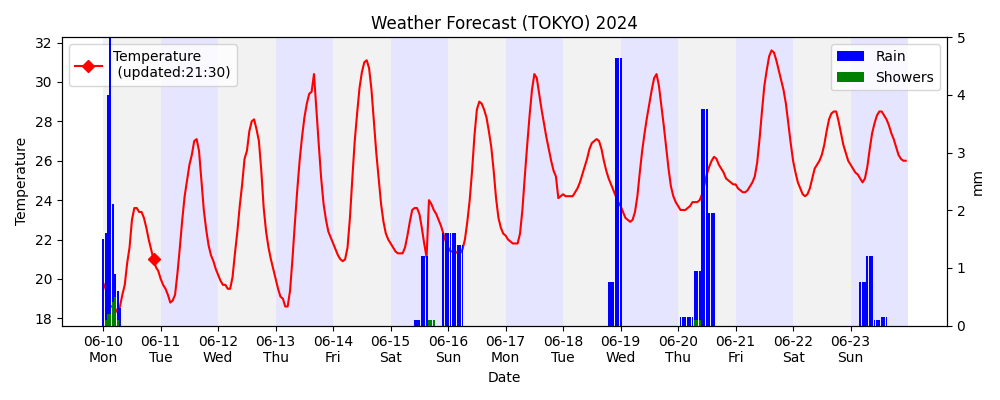 Weather Forecast (TOKYO) 2024
Temperature
(updated:21:30)
Rain
Showers
Temperature
32
30
28
26
24
22
20
18
5
4
3
2
1
0
mm
06-10 06-11 06-12 06-13 06-14 06-15 06-16 06-17 06-18 06-19 06-20 06-21 06-22 06-23
Mon Tue Wed Thu Fri Sat Sun Mon Tue Wed Thu Fri Sat Sun
Date